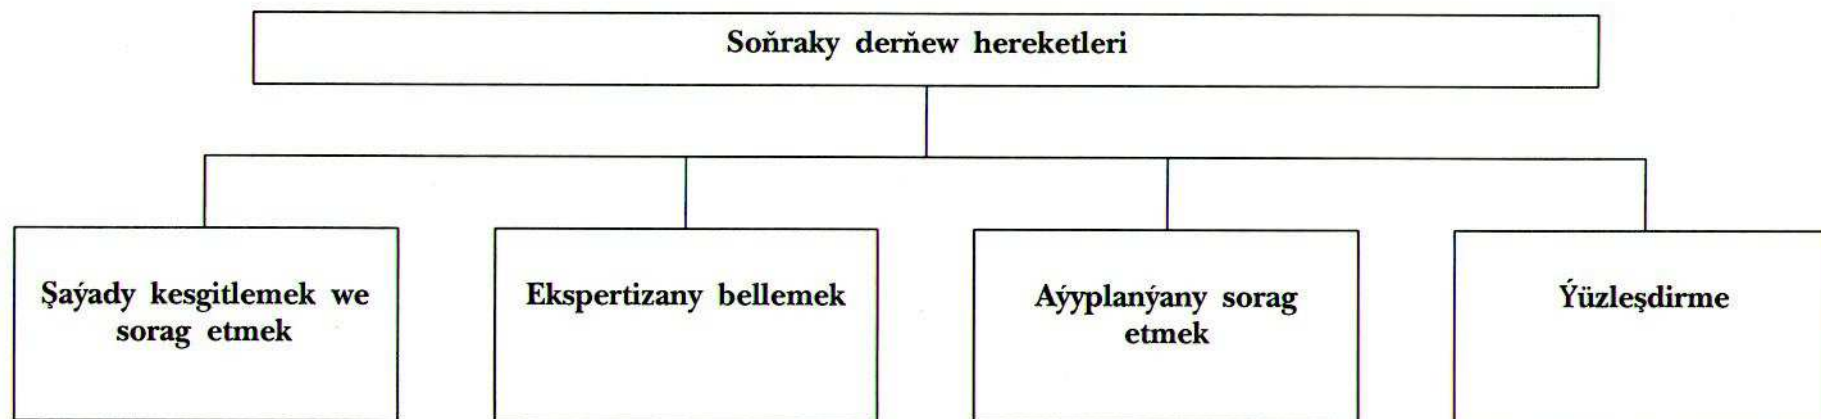 Soňraky derňew hereketleri
Şaýady kesgitlemek we
sorag etmek
Ekspertizany bellemek
Aýyplanýany sorag
etmek
Ýüzleşdirme